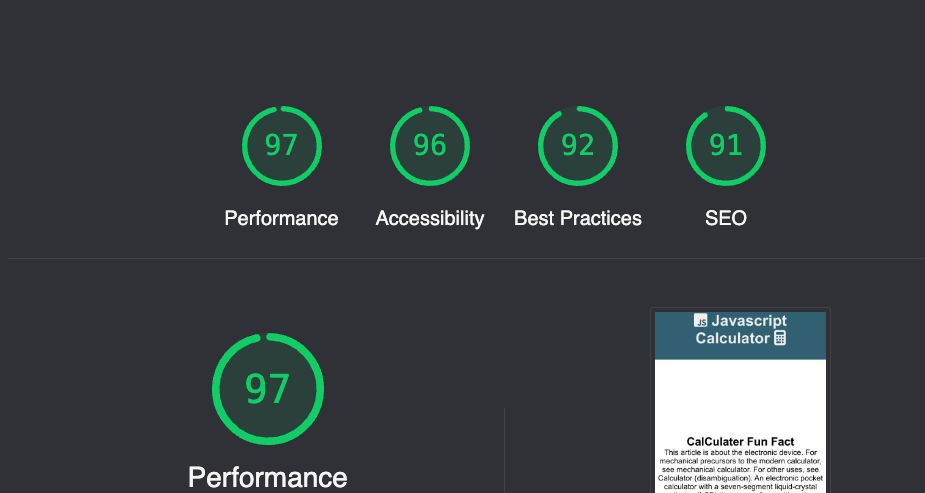 97
96
92
91
Performance
Accessibility
Best Practices
SEO
97
Performance
JS Javascript
Calculator
CalCulater Fun Fact
This article is about the electronic device. For
mechanical precursors to the modern calculator,
see mechanical calculator. For other uses, see
Calculator (disambiguation). An electronic pocket
calculator with a seven-segment liquid-crystal